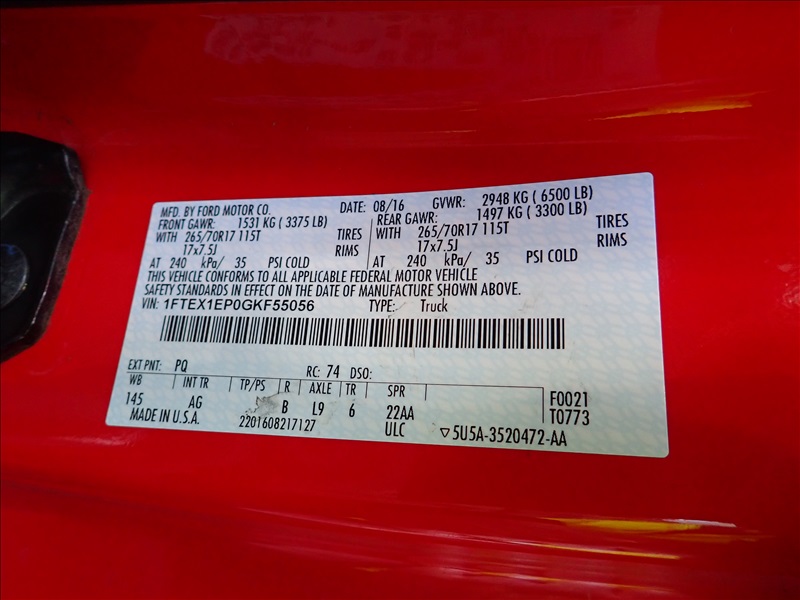 MFD. BY FORD MOTOR CO. DATE: 08/16 GVWR: 2948 KG ( 6500 LB)
FRONT GAWR: 1531 KG ( 3375 LB) REAR GAWR: 1497 KG ( 3300 LB)
WITH 265/70R17 115T TIRES WITH 265/70R17 115T TIRES
17x7.5J RIMS 17x7.5J RIMS
AT 240 kPa/ 35 PSI COLD AT 240 kPa/ 35 PSI COLD
THIS VEHICLE CONFORMS TO ALL APPLICABLE FEDERAL MOTOR VEHICLE
SAFETY STANDARDS IN EFFECT ON THE DATE OF MANUFACTURE SHOWN ABOVE.
VIN: 1FTEX1EP0GKF55056 TYPE: Truck
EXT PNT: PQ RC: 74 DSO:
WB INT TR TP/PS R AXLE TR SPR
145 AG B L9 6 22AA
F0021
T0773
MADE IN U.S.A. 2201608217127 ULC ▽5U5A-3520472-AA